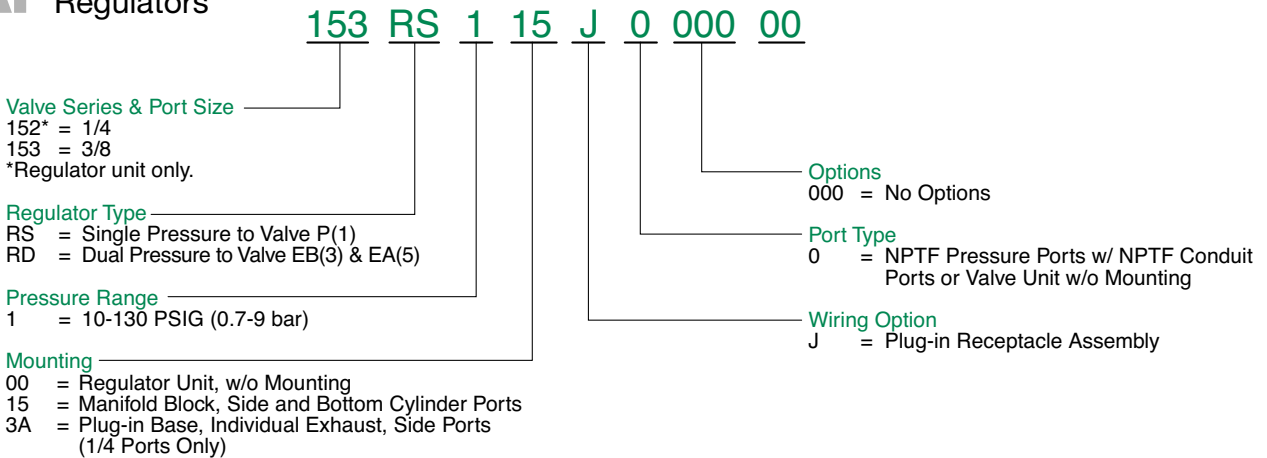 Regulators
153 RS 1 15 J 0 000 00
Valve Series & Port Size
152* = 1/4
153 = 3/8
*Regulator unit only.
Regulator Type
RS = Single Pressure to Valve P(1)
RD = Dual Pressure to Valve EB(3) & EA(5)
Pressure Range
1 = 10-130 PSIG (0.7-9 bar)
Mounting
00 = Regulator Unit, w/o Mounting
15 = Manifold Block, Side and Bottom Cylinder Ports
3A = Plug-in Base, Individual Exhaust, Side Ports
(1/4 Ports Only)
Options
000 = No Options
Port Type
0 = NPTF Pressure Ports w/ NPTF Conduit
Ports or Valve Unit w/o Mounting
Wiring Option
J = Plug-in Receptacle Assembly